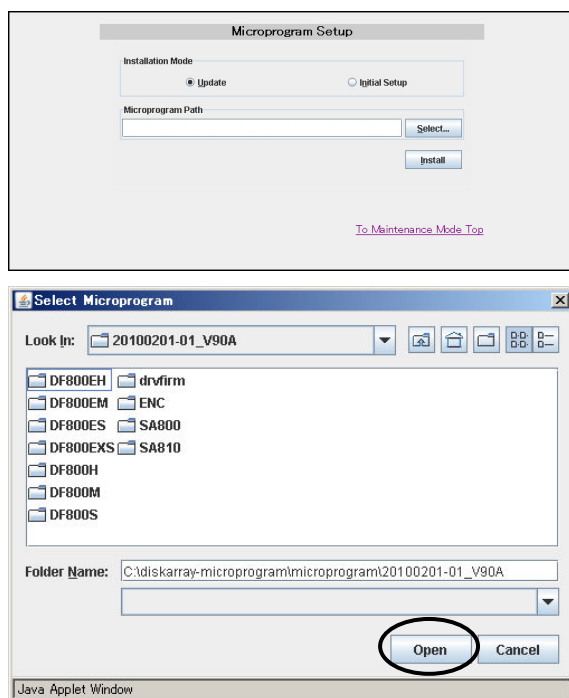 Microprogram Setup
Installation Mode
Update Initial Setup
Microprogram Path
Select...
Install
To Maintenance Mode Top
Select Microprogram
Look In: 20100201-01_V90A
DF800EH drvfirm
DF800EM ENC
DF800ES SA800
DF800EXS SA810
DF800H
DF800M
DF800S
Folder Name: C:\diskarray-microprogram\microprogram\20100201-01_V90A
Open Cancel
Java Applet Window